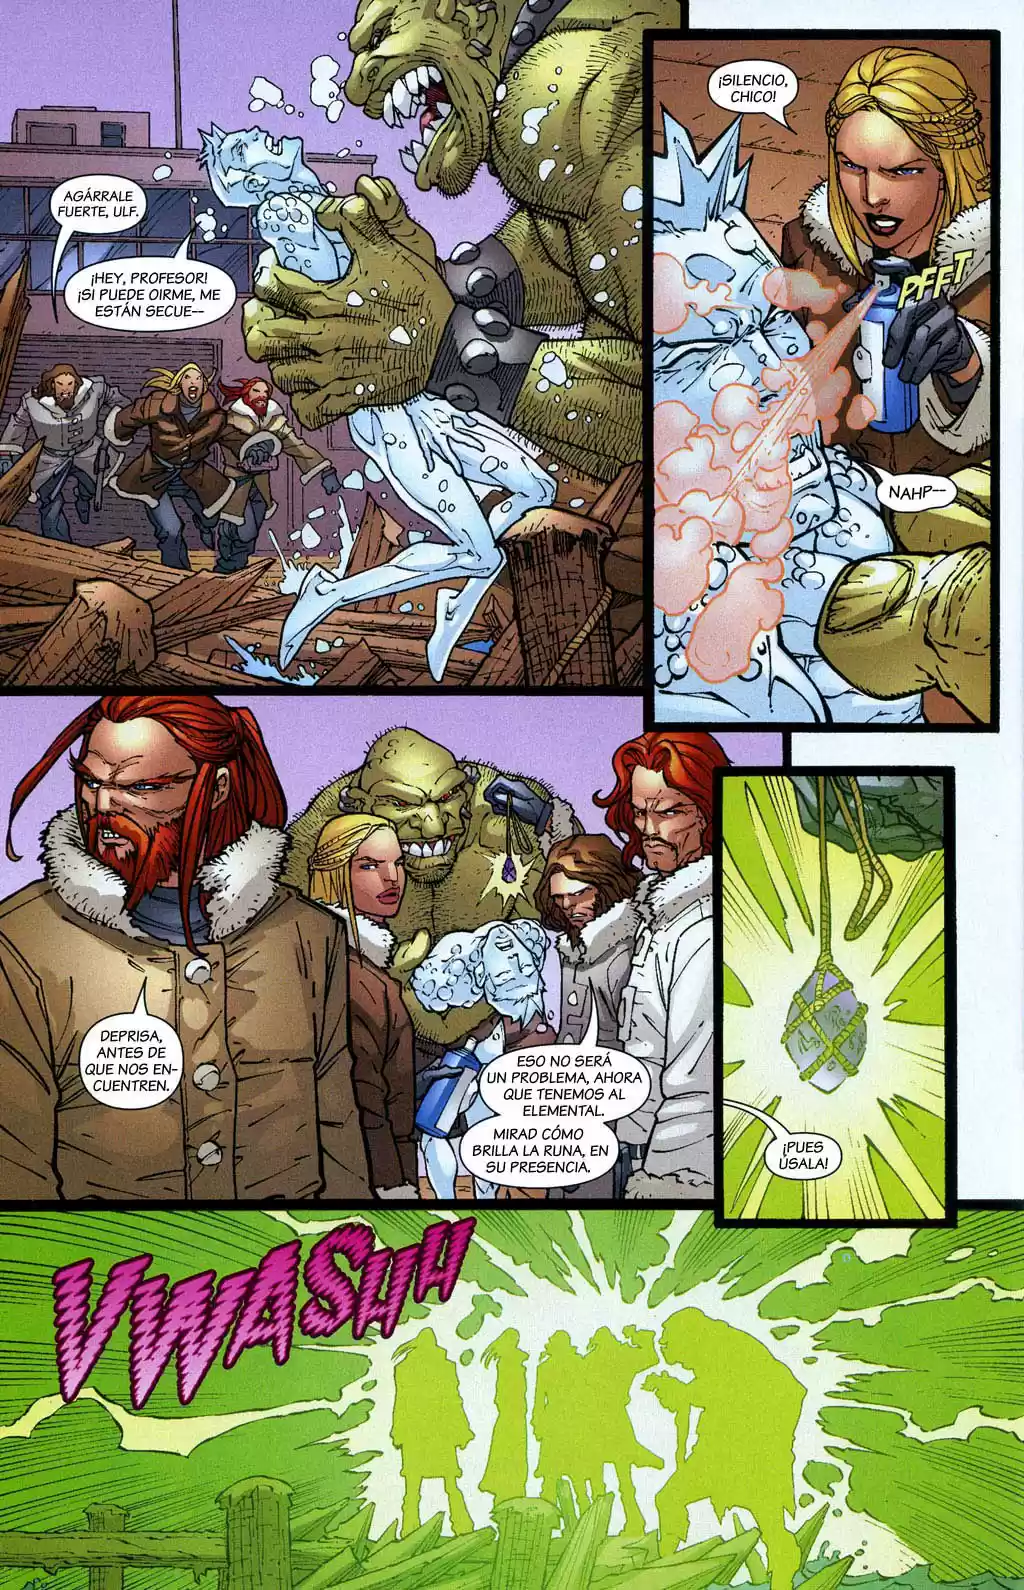 AGÁRRALE
FUERTE, ULF.
¡HEY, PROFESOR!
¡SI PUEDE OIRME, ME
ESTÁN SECUE--
¡SILENCIO,
CHICO!
PFFT
NAHP--
DEPRISA,
ANTES DE
QUE NOS EN-
CUENTREN.
ESO NO SERÁ
UN PROBLEMA, AHORA
QUE TENEMOS AL
ELEMENTAL.
MIRAD CÓMO
BRILLA LA RUNA, EN
SU PRESENCIA.
¡PUES
ÚSALA!
VWASHH